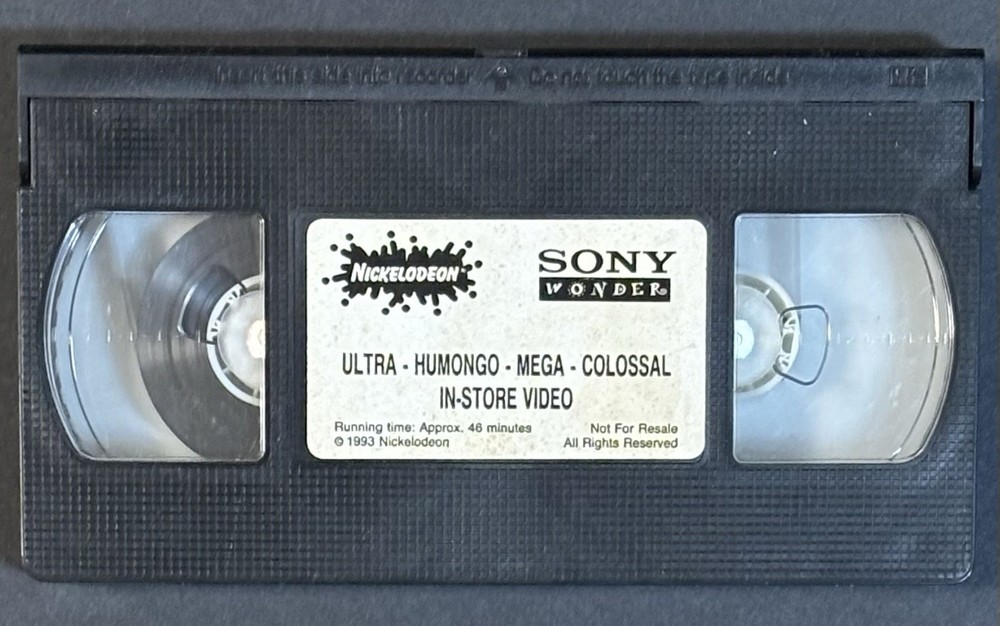 Insert this side into recorder Do not touch the tape inside
NICKELODEON
SONY
WONDER
ULTRA - HUMONGO - MEGA - COLOSSAL
IN-STORE VIDEO
Running time: Approx. 46 minutes
© 1993 Nickelodeon
Not For Resale
All Rights Reserved